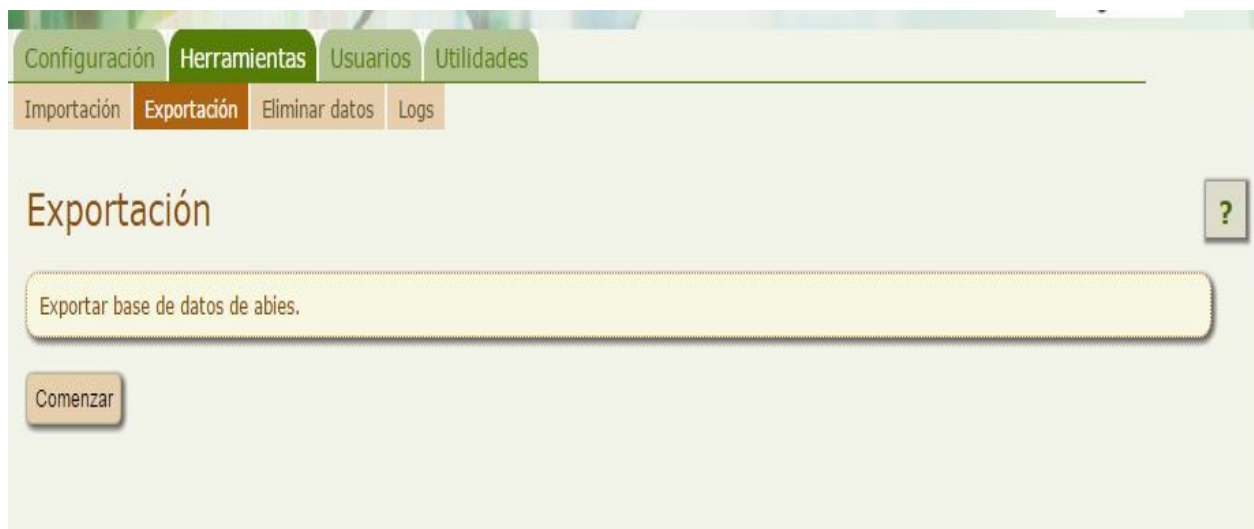 Configuración Herramientas Usuarios Utilidades
Importación Exportación Eliminar datos Logs
Exportación
?
Exportar base de datos de abies.
Comenzar